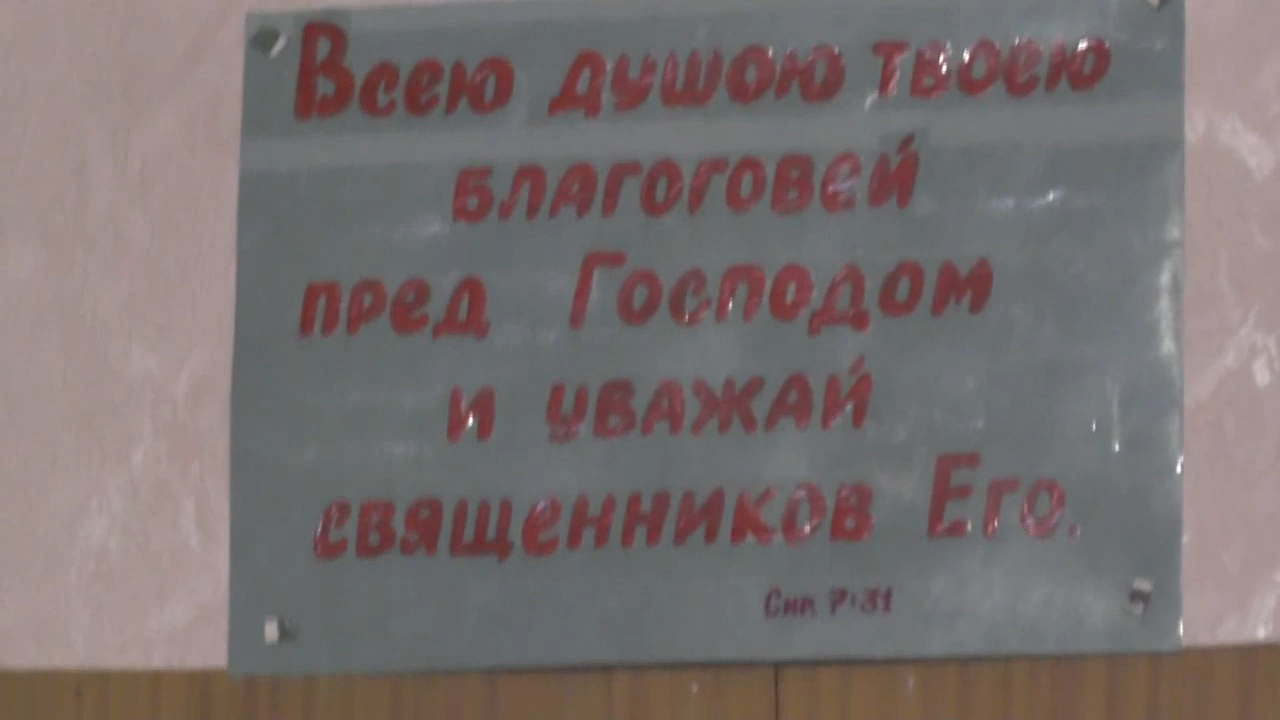 Всею душою твоею
благоговей
пред Господом
и уважай
священников Его.
Сир. 7:31